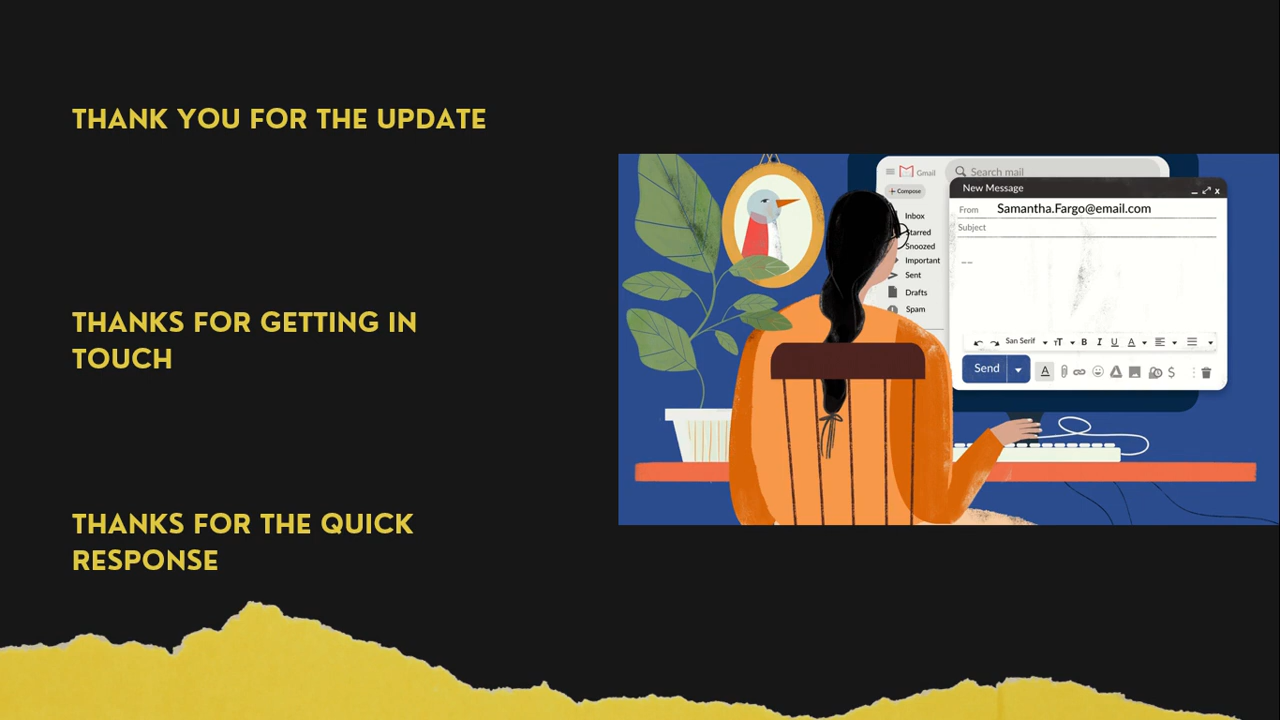 THANK YOU FOR THE UPDATE
THANKS FOR GETTING IN
TOUCH
THANKS FOR THE QUICK
RESPONSE
Gmail
Search mail
Compose
Inbox
Starred
Snoozed
Important
Sent
Drafts
Spam
New Message
From Samantha.Fargo@email.com
Subject
--
San Serif
Send